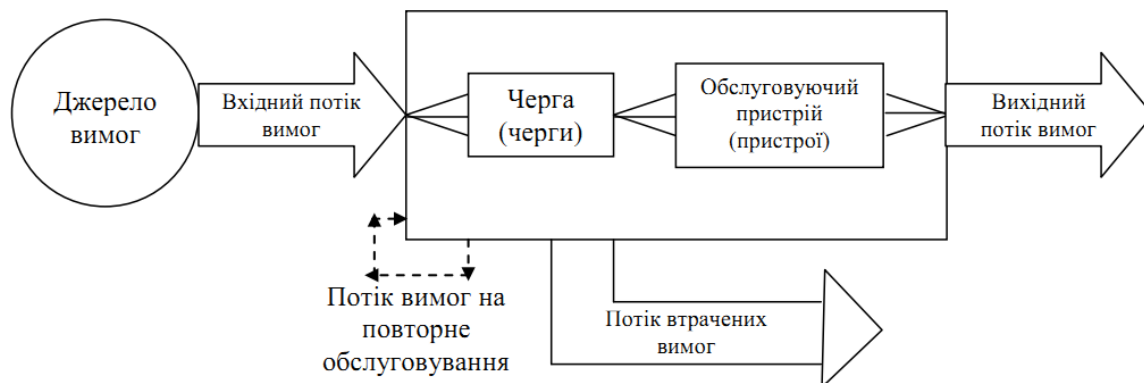 Джерело
вимог
Вхідний потік
вимог
Черга
(черги)
Обслуговуючий
пристрій
(пристрої)
Вихідний
потік вимог
Потік вимог на
повторне
обслуговування
Потік втрачених
вимог